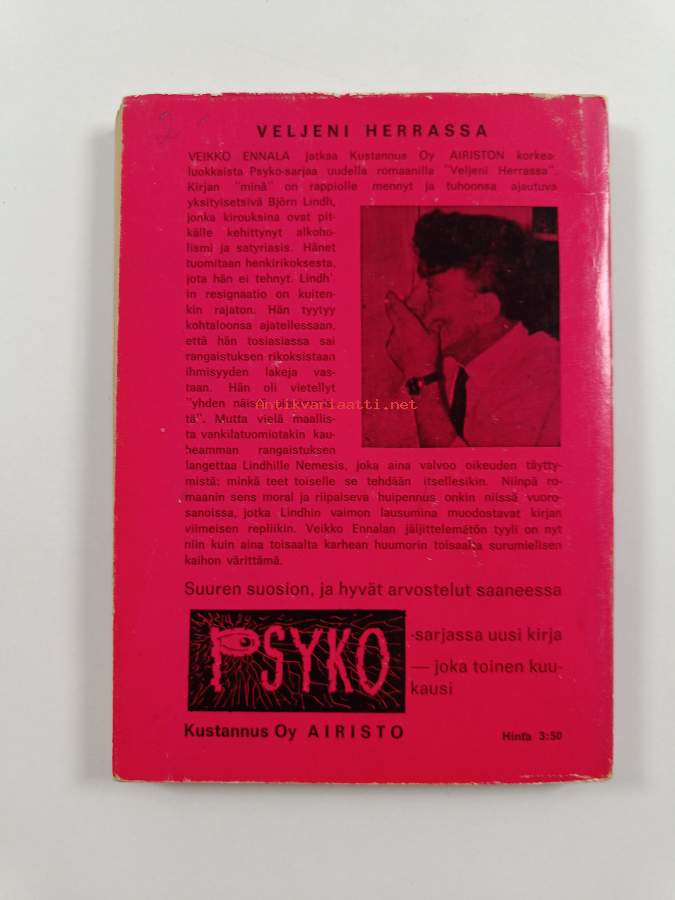 VELJENI HERRASSA
VEIKKO ENNALA jatkaa Kustannus Oy AIRISTON korkea-
luokkaista Psyko-sarjaa uudella romaanilla "Veljeni Herrassa".
Kirjan "minä" on rappiolle mennyt ja tuhoonsa ajautuva
yksityisetsivä Björn Lindh,
jonka kirouksina ovat pit-
källe kehittynyt alkoho-
lismi ja satyriasis. Hänet
tuomitaan henkirikoksesta,
jota hän ei tehnyt. Lindh'
in resignaatio on kuiten-
kin rajaton. Hän tyytyy
kohtaloonsa ajatellessaan,
että hän tosiasiassa sai
rangaistuksen rikoksistaan
ihmisyyden lakeja vas-
taan. Hän oli vietellyt
"yhden näistä
tä". Mutta vielä maallis-
ta vankilatuomiotakin kau-
heamman rangaistuksen
langettaa Lindhille Nemesis, joka aina valvoo oikeuden täytty-
mistä: minkä teet toiselle se tehdään itsellesikin. Niinpä ro-
maanin sens moral ja riipaiseva huipennus onkin niissä vuoro-
sanoissa, jotka Lindhin vaimon lausumina muodostavat kirjan
viimeisen repliikin. Veikko Ennalan jäljittelemätön tyyli on nyt
niin kuin aina toisaalta karhean huumorin toisaalta surumielisen
kaihon värittämä.
Antikvariaatti.net
Suuren suosion, ja hyvät arvostelut saaneessa
PSYKO
-sarjassa uusi kirja
— joka toinen kuu-
kausi
Kustannus Oy AIRISTO
Hinta 3:50